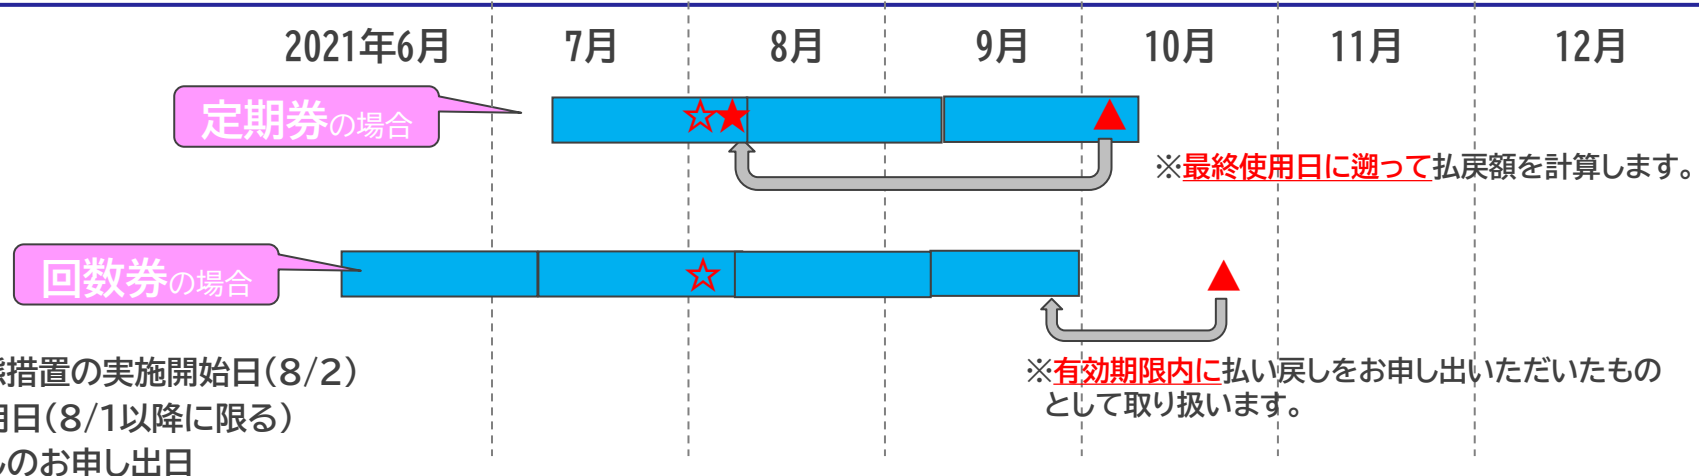 2021年6月 7月 8月 9月 10月 11月 12月
定期券の場合
※最終使用日に遡って払戻額を計算します。
回数券の場合
※有効期限内に払い戻しをお申し出いただいたもの
として取り扱います。
措置の実施開始日(8/2)
用日(8/1以降に限る)
しのお申し出日